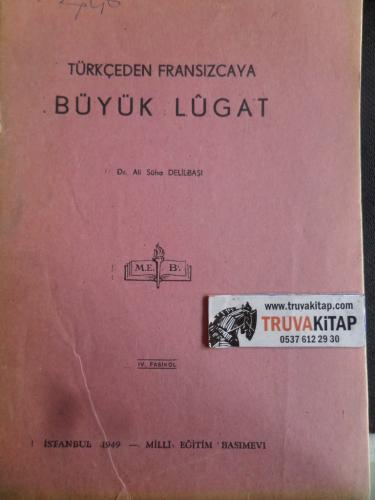 TÜRKÇEDEN FRANSIZCAYA
BÜYÜK LÛGAT
Dr. Ali Süha DELİLBAŞI
M.E. B.
www.truvakitap.com
TRUVAKİTAP
0537 612 29 30
IV. FASİKÜL
İSTANBUL 1949 — MİLLÎ EĞİTİM BASIMEVİ